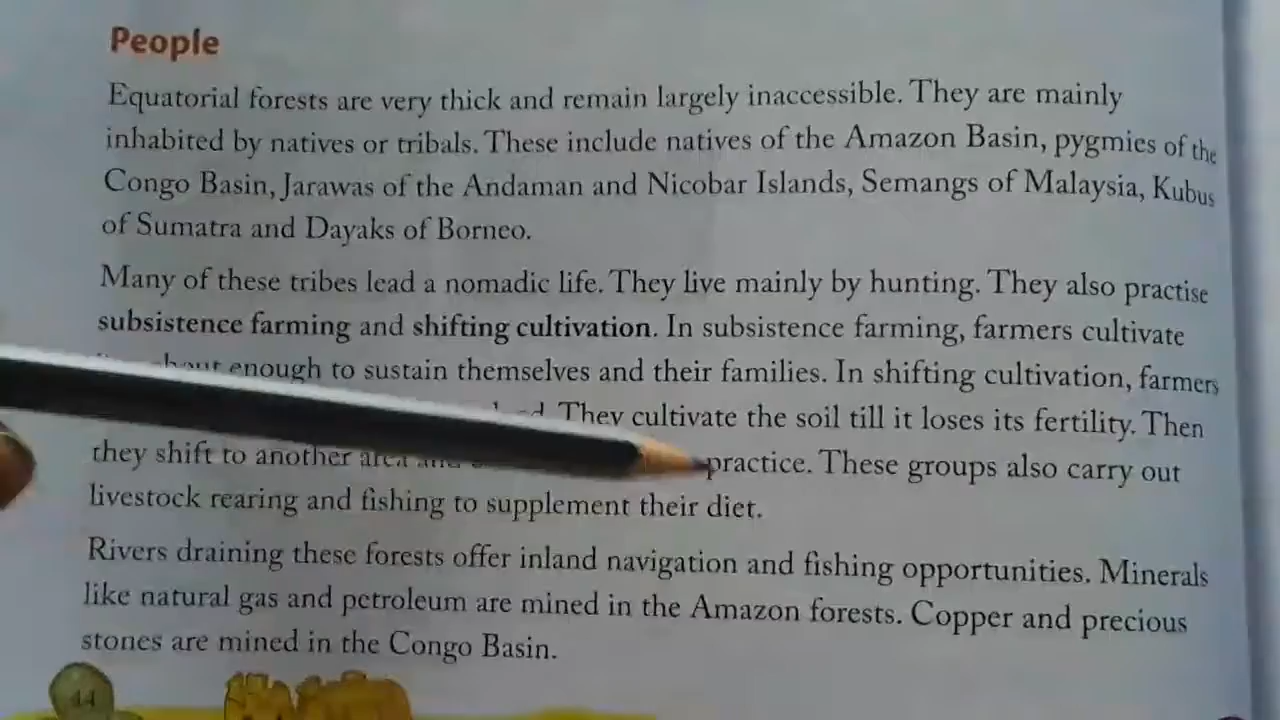 People
Equatorial forests are very thick and remain largely inaccessible. They are mainly
inhabited by natives or tribals. These include natives of the Amazon Basin, pygmies of the
Congo Basin, Jarawas of the Andaman and Nicobar Islands, Semangs of Malaysia, Kubus
of Sumatra and Dayaks of Borneo.
Many of these tribes lead a nomadic life. They live mainly by hunting. They also practise
subsistence farming and shifting cultivation. In subsistence farming, farmers cultivate
enough to sustain themselves and their families. In shifting cultivation, farmers
They cultivate the soil till it loses its fertility. Then
they shift to another area and practice. These groups also carry out
livestock rearing and fishing to supplement their diet.
Rivers draining these forests offer inland navigation and fishing opportunities. Minerals
like natural gas and petroleum are mined in the Amazon forests. Copper and precious
stones are mined in the Congo Basin.
44